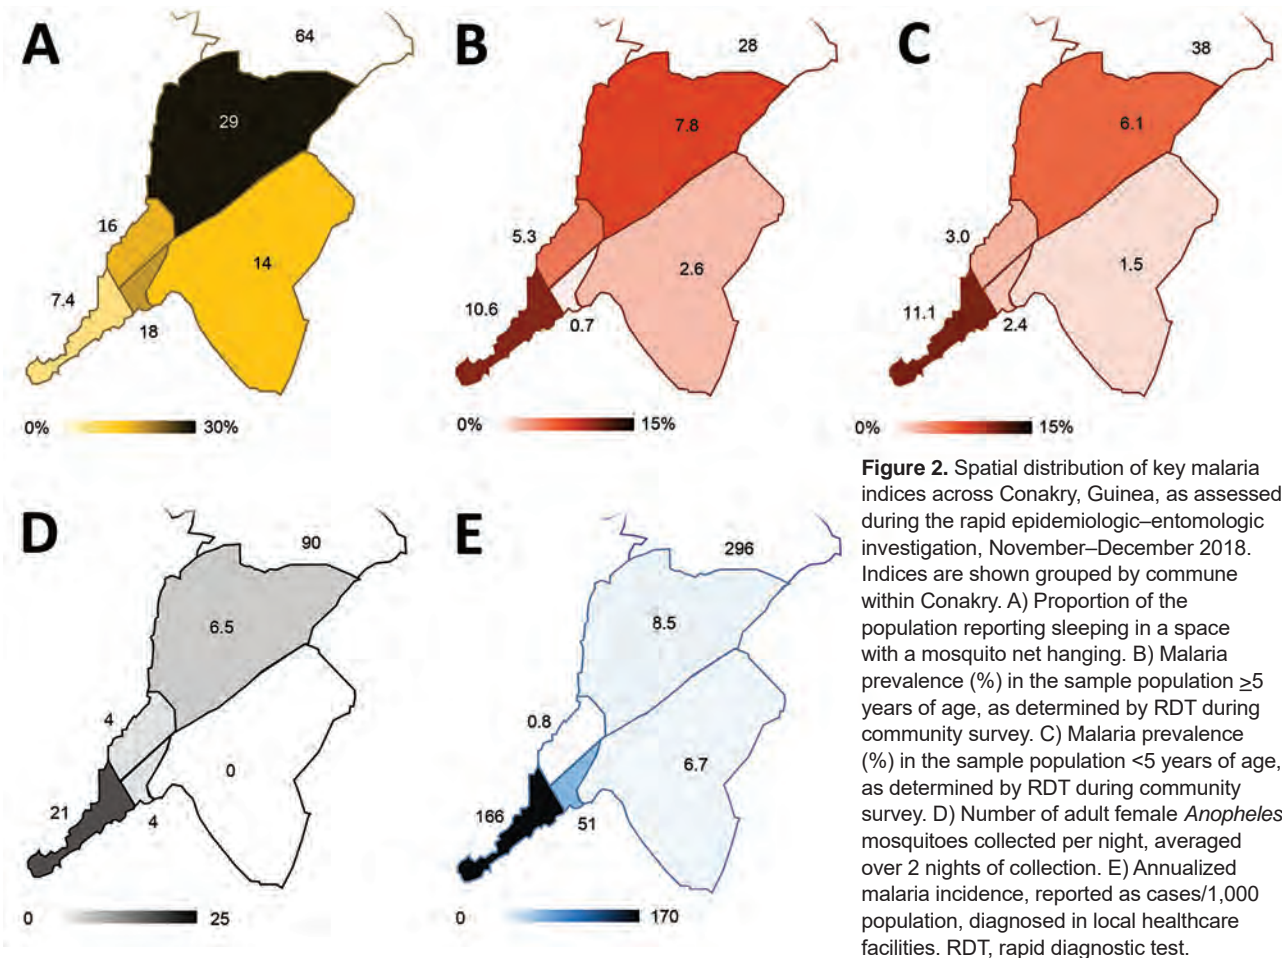 A
64
29
16
14
7.4
18
0%
30%
B
28
7.8
5.3
2.6
10.6
0.7
0%
15%
C
38
6.1
3.0
1.5
11.1
2.4
0%
15%
D
90
6.5
4
0
21
4
0
25
E
296
8.5
0.8
6.7
166
51
0
170
Figure 2. Spatial distribution of key malaria
indices across Conakry, Guinea, as assessed
during the rapid epidemiologic–entomologic
investigation, November–December 2018.
Indices are shown grouped by commune
within Conakry. A) Proportion of the
population reporting sleeping in a space
with a mosquito net hanging. B) Malaria
prevalence (%) in the sample population ≥5
years of age, as determined by RDT during
community survey. C) Malaria prevalence
(%) in the sample population <5 years of age,
as determined by RDT during community
survey. D) Number of adult female Anopheles
mosquitoes collected per night, averaged
over 2 nights of collection. E) Annualized
malaria incidence, reported as cases/1,000
population, diagnosed in local healthcare
facilities. RDT, rapid diagnostic test.